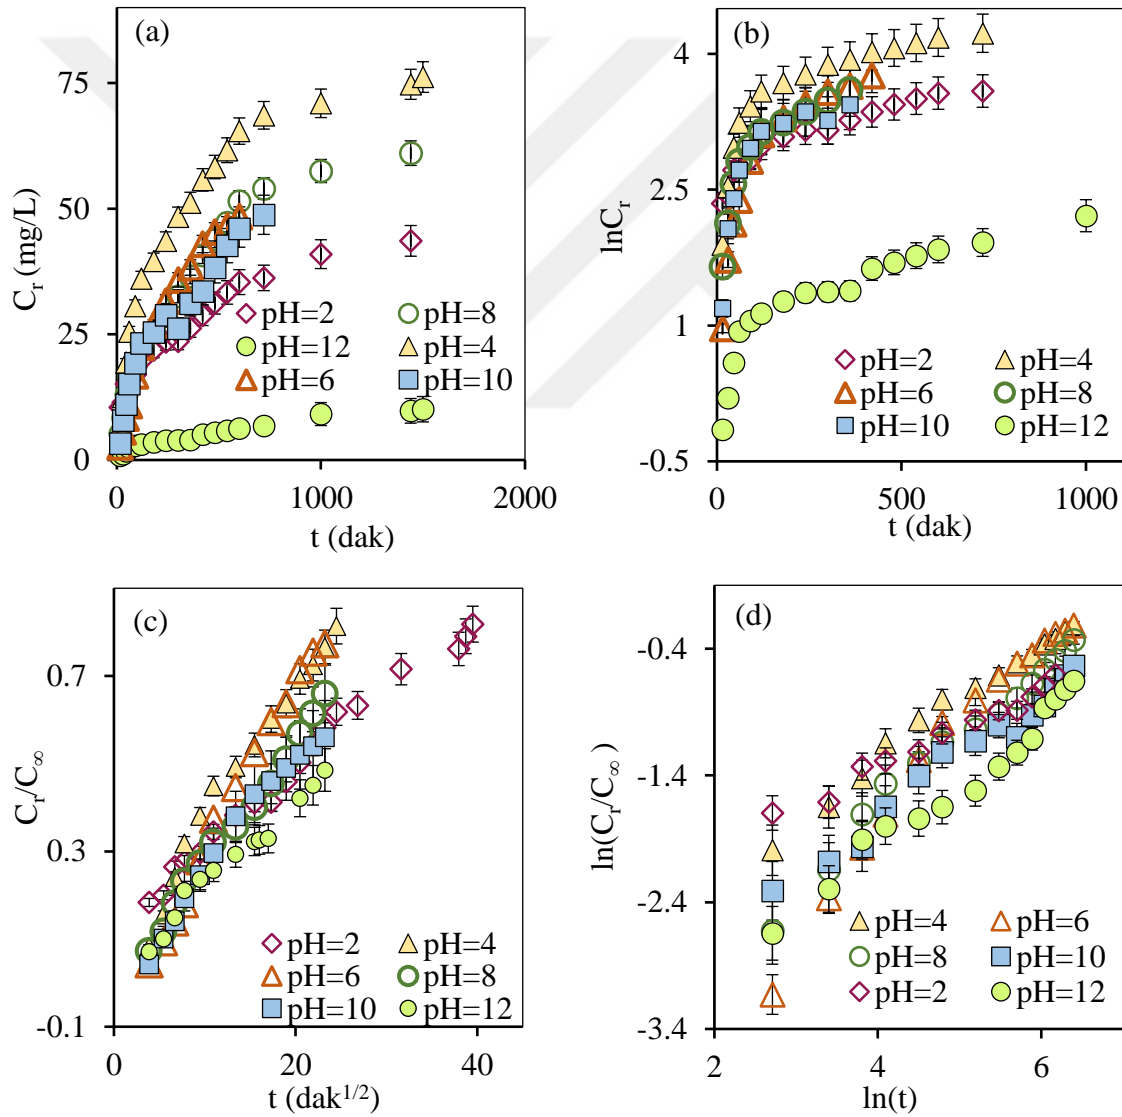 (a)
75
50
25
0
C_r (mg/L)
pH=2
pH=8
pH=12
pH=4
pH=6
pH=10
0
1000
2000
t (dak)
(b)
4
2.5
1
-0.5
lnC_r
pH=2
pH=4
pH=6
pH=8
pH=10
pH=12
0
500
1000
t (dak)
(c)
0.7
0.3
-0.1
C_r/C_∞
pH=2
pH=4
pH=6
pH=8
pH=10
pH=12
0
20
40
t (dak^1/2)
(d)
-0.4
-1.4
-2.4
-3.4
ln(C_r/C_∞)
pH=4
pH=6
pH=8
pH=10
pH=2
pH=12
2
4
6
ln(t)